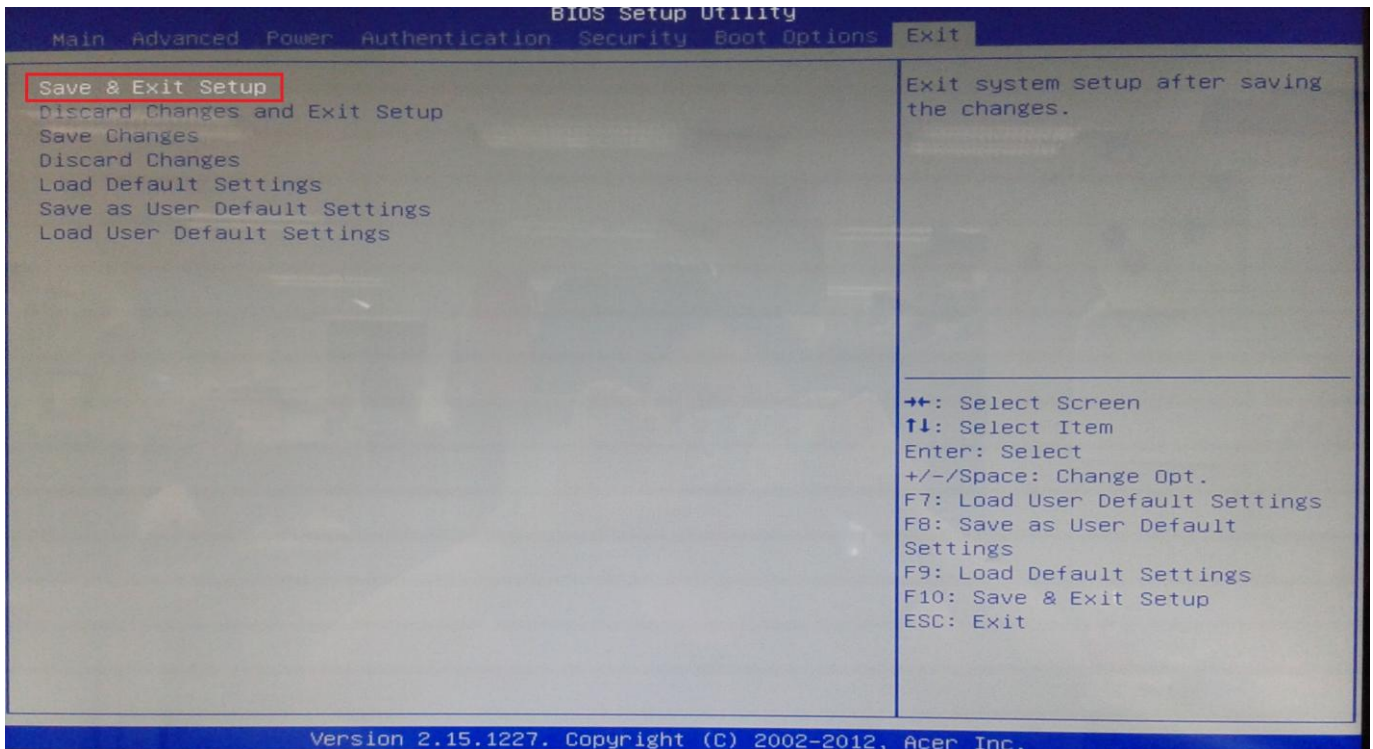 BIOS Setup Utility
Main Advanced Power Authentication Security Boot Options Exit
Save & Exit Setup
Discard Changes and Exit Setup
Save Changes
Discard Changes
Load Default Settings
Save as User Default Settings
Load User Default Settings
Exit system setup after saving
the changes.
→←: Select Screen
↑↓: Select Item
Enter: Select
+/-/Space: Change Opt.
F7: Load User Default Settings
F8: Save as User Default
Settings
F9: Load Default Settings
F10: Save & Exit Setup
ESC: Exit
Version 2.15.1227. Copyright (C) 2002-2012, Acer Inc.